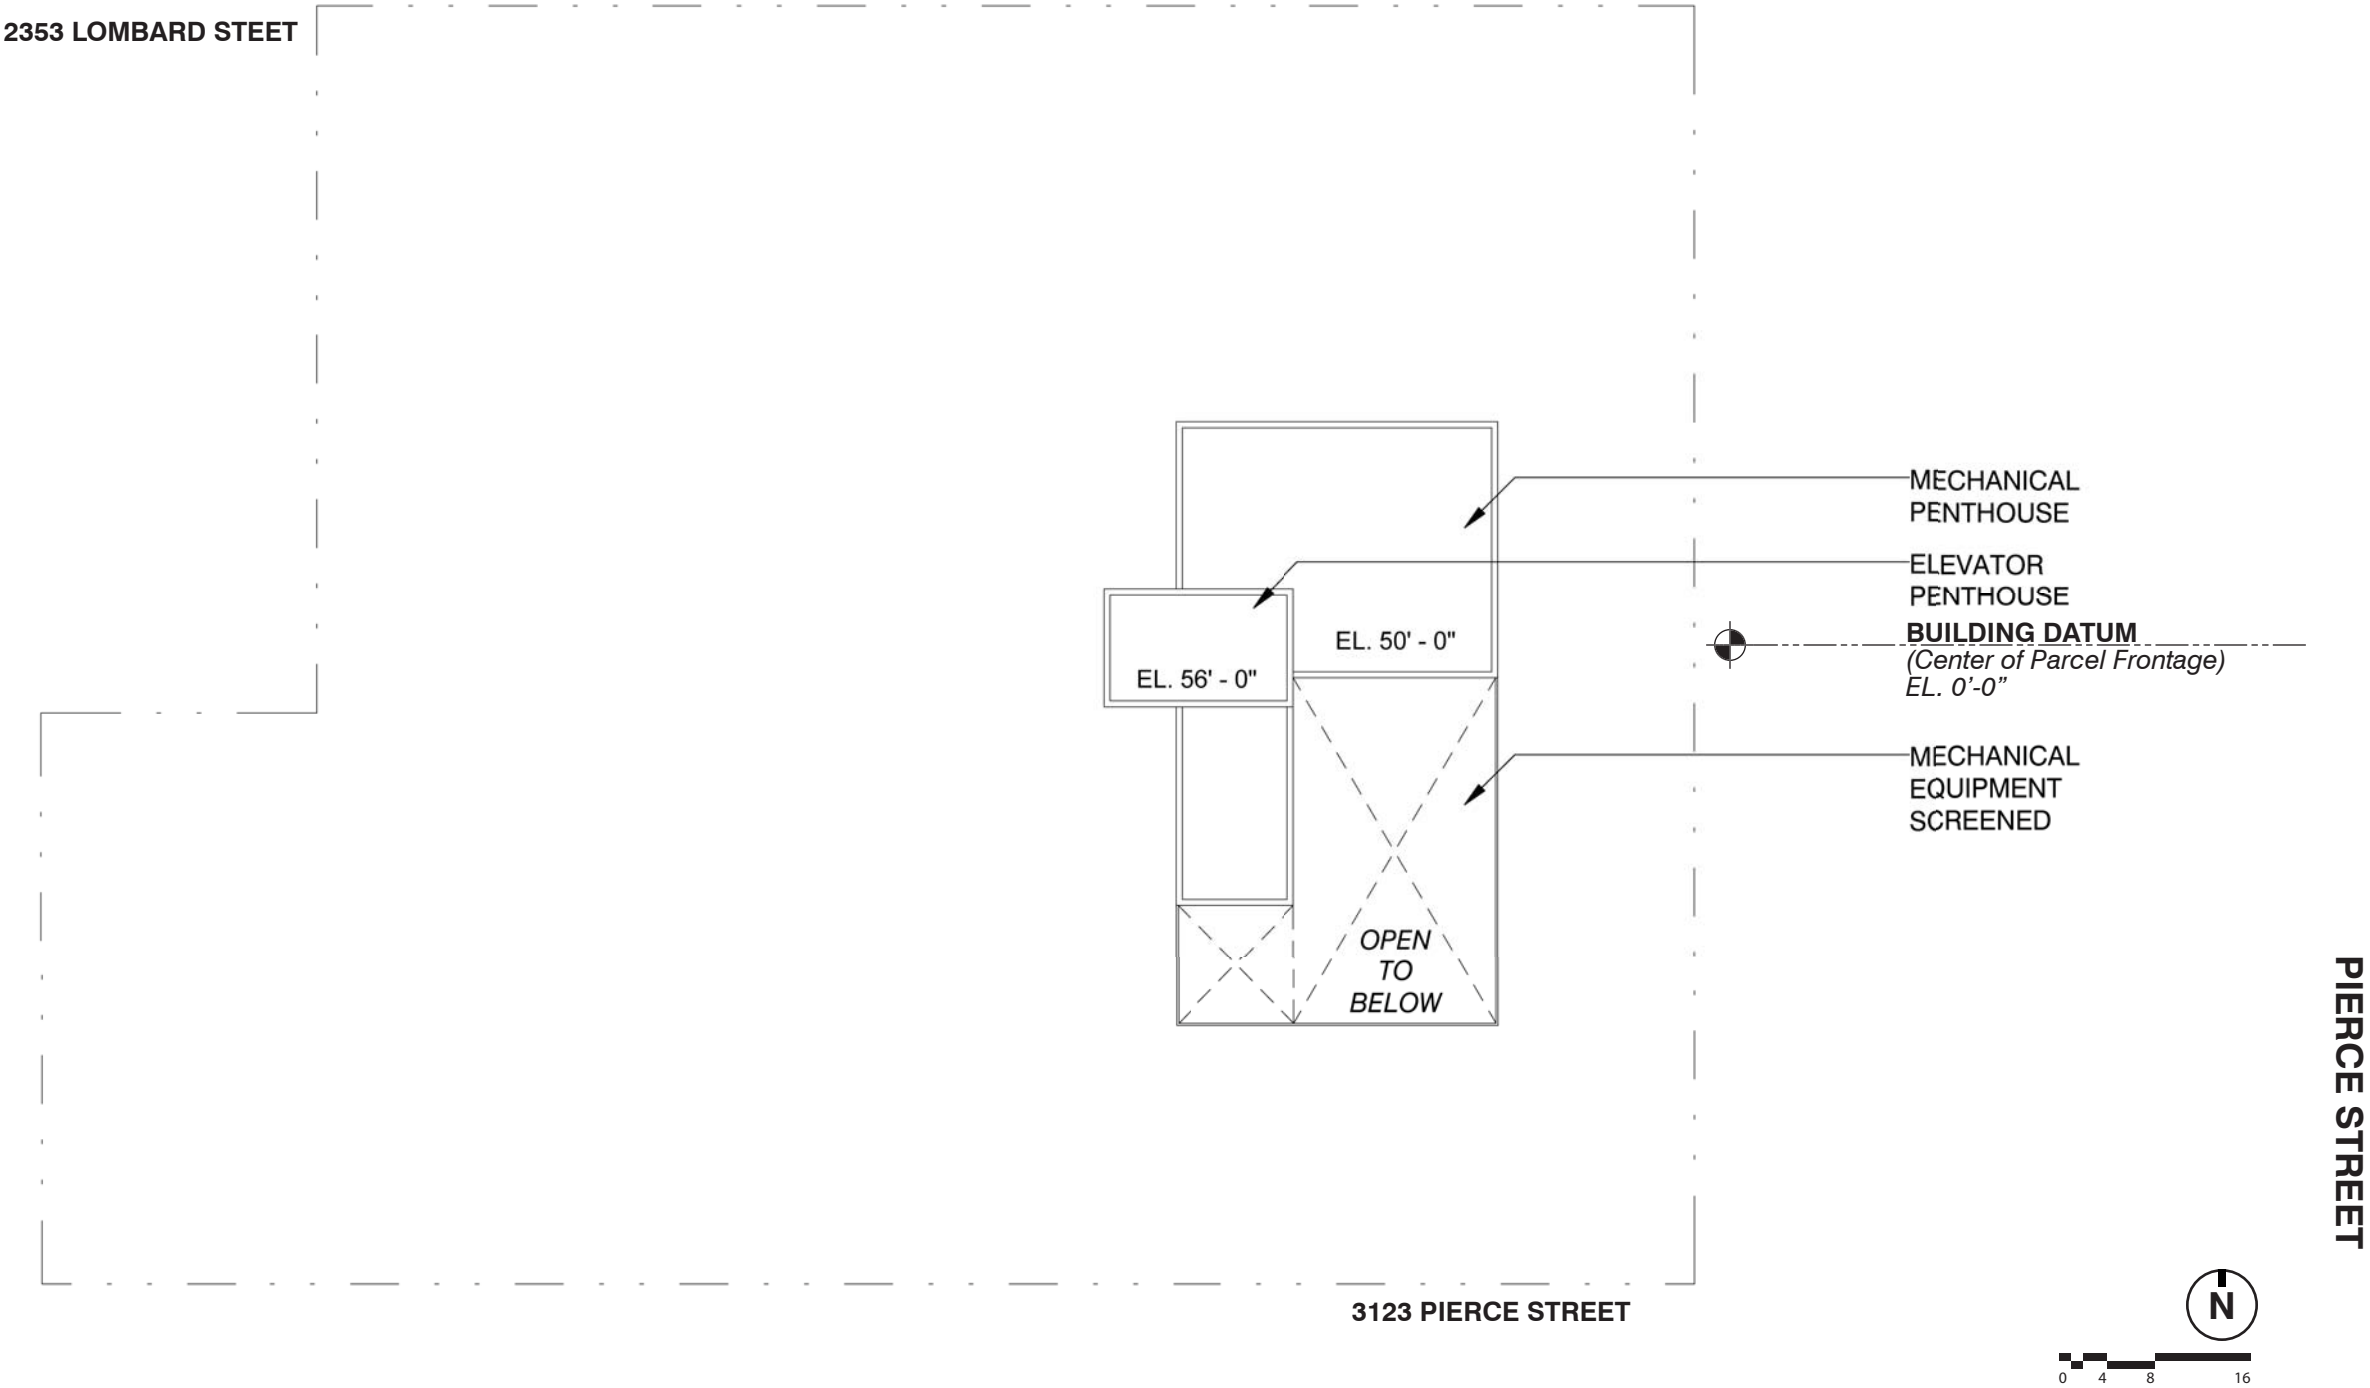 2353 LOMBARD STEET
MECHANICAL
PENTHOUSE
ELEVATOR
PENTHOUSE
BUILDING DATUM
(Center of Parcel Frontage)
EL. 0'-0”
EL. 50' - 0"
EL. 56' - 0"
MECHANICAL
EQUIPMENT
SCREENED
OPEN
TO
BELOW
PIERCE STREET
3123 PIERCE STREET
N
0 4 8 16